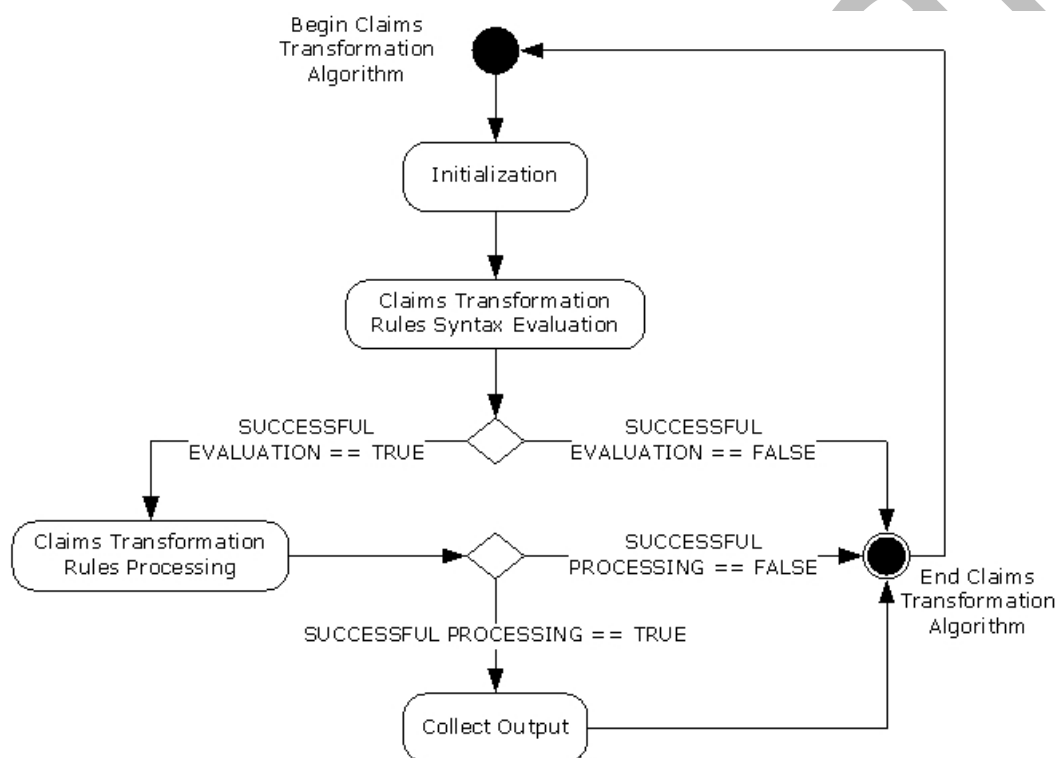 Begin Claims
Transformation
Algorithm
Initialization
Claims Transformation
Rules Syntax Evaluation
SUCCESSFUL
EVALUATION == TRUE
SUCCESSFUL
EVALUATION == FALSE
Claims Transformation
Rules Processing
SUCCESSFUL
PROCESSING == FALSE
End Claims
Transformation
Algorithm
SUCCESSFUL PROCESSING == TRUE
Collect Output